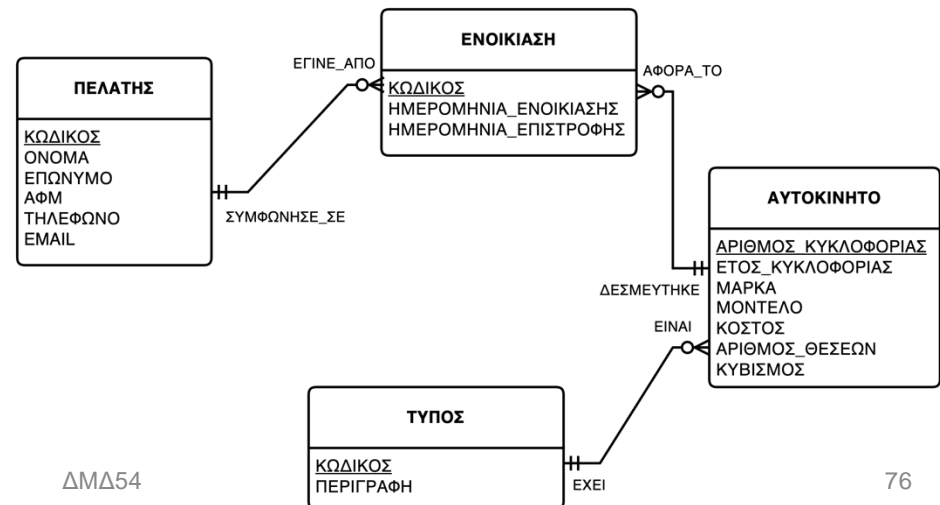 ΕΝΟΙΚΙΑΣΗ
ΚΩΔΙΚΟΣ
ΗΜΕΡΟΜΗΝΙΑ_ΕΝΟΙΚΙΑΣΗΣ
ΗΜΕΡΟΜΗΝΙΑ_ΕΠΙΣΤΡΟΦΗΣ
ΕΓΙΝΕ_ΑΠΟ
ΑΦΟΡΑ_ΤΟ
ΠΕΛΑΤΗΣ
ΚΩΔΙΚΟΣ
ΟΝΟΜΑ
ΕΠΩΝΥΜΟ
ΑΦΜ
ΤΗΛΕΦΩΝΟ
EMAIL
ΣΥΜΦΩΝΗΣΕ_ΣΕ
ΑΥΤΟΚΙΝΗΤΟ
ΑΡΙΘΜΟΣ_ΚΥΚΛΟΦΟΡΙΑΣ
ΕΤΟΣ_ΚΥΚΛΟΦΟΡΙΑΣ
ΜΑΡΚΑ
ΜΟΝΤΕΛΟ
ΚΟΣΤΟΣ
ΑΡΙΘΜΟΣ_ΘΕΣΕΩΝ
ΚΥΒΙΣΜΟΣ
ΔΕΣΜΕΥΤΗΚΕ
ΕΙΝΑΙ
ΤΥΠΟΣ
ΚΩΔΙΚΟΣ
ΠΕΡΙΓΡΑΦΗ
ΕΧΕΙ
ΔΜΔ54
76